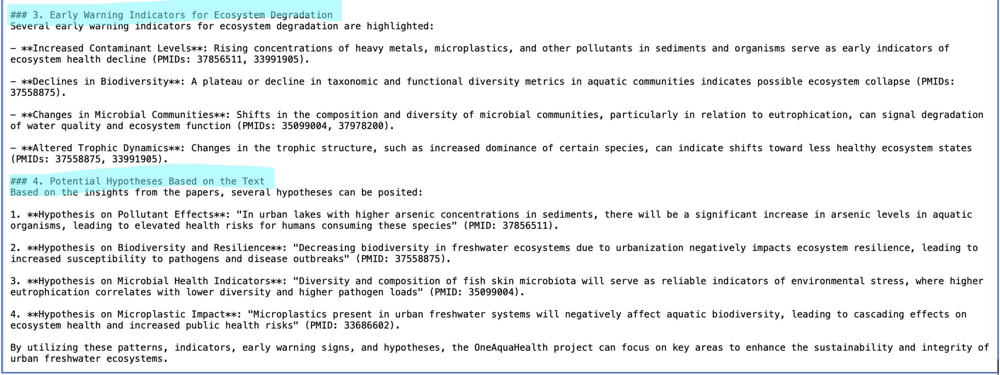 ### 3. Early Warning Indicators for Ecosystem Degradation
Several early warning indicators for ecosystem degradation are highlighted:
– **Increased Contaminant Levels**: Rising concentrations of heavy metals, microplastics, and other pollutants in sediments and organisms serve as early indicators of
ecosystem health decline (PMIDs: 37856511, 33991905).
– **Declines in Biodiversity**: A plateau or decline in taxonomic and functional diversity metrics in aquatic communities indicates possible ecosystem collapse (PMIDs:
37558875).
– **Changes in Microbial Communities**: Shifts in the composition and diversity of microbial communities, particularly in relation to eutrophication, can signal degradation
of water quality and ecosystem function (PMIDs: 35099004, 37978200).
– **Altered Trophic Dynamics**: Changes in the trophic structure, such as increased dominance of certain species, can indicate shifts toward less healthy ecosystem states
(PMIDs: 37558875, 33991905).
### 4. Potential Hypotheses Based on the Text
Based on the insights from the papers, several hypotheses can be posited:
1. **Hypothesis on Pollutant Effects**: "In urban lakes with higher arsenic concentrations in sediments, there will be a significant increase in arsenic levels in aquatic
organisms, leading to elevated health risks for humans consuming these species" (PMID: 37856511).
2. **Hypothesis on Biodiversity and Resilience**: "Decreasing biodiversity in freshwater ecosystems due to urbanization negatively impacts ecosystem resilience, leading to
increased susceptibility to pathogens and disease outbreaks" (PMID: 37558875).
3. **Hypothesis on Microbial Health Indicators**: "Diversity and composition of fish skin microbiota will serve as reliable indicators of environmental stress, where higher
eutrophication correlates with lower diversity and higher pathogen loads" (PMID: 35099004).
4. **Hypothesis on Microplastic Impact**: "Microplastics present in urban freshwater systems will negatively affect aquatic biodiversity, leading to cascading effects on
ecosystem health and increased public health risks" (PMID: 33686602).
By utilizing these patterns, indicators, early warning signs, and hypotheses, the OneAquaHealth project can focus on key areas to enhance the sustainability and integrity of
urban freshwater ecosystems.